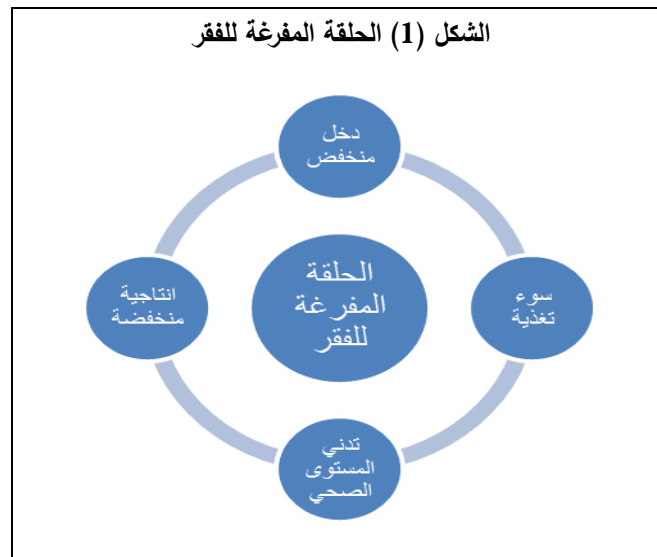 الشكل (1) الحلقة المفرغة للفقر
دخل
منخفض
سوء
تغذية
تدني
المستوى
الصحي
انتاجية
منخفضة
الحلقة
المفرغة
للفقر